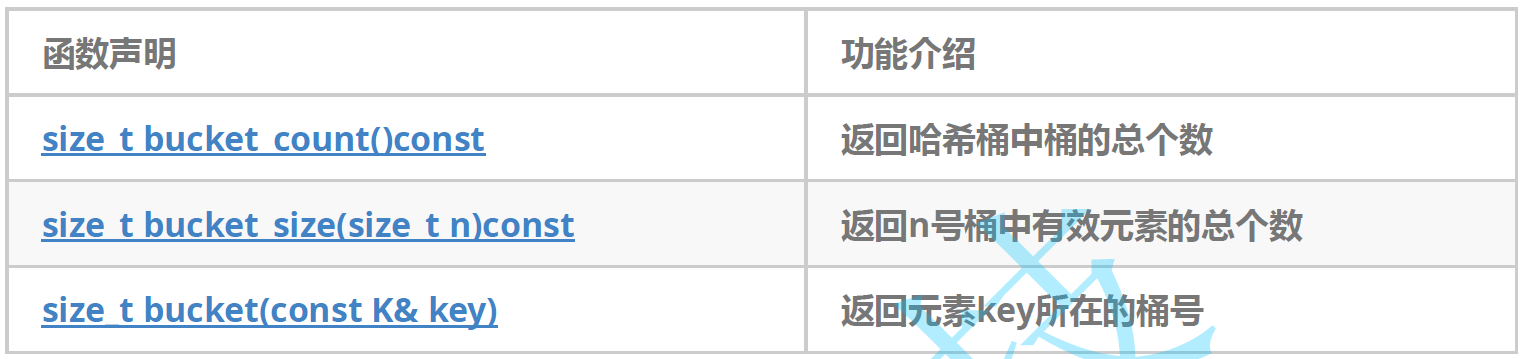 函数声明 功能介绍
size_t bucket_count()const 返回哈希桶中桶的总个数
size_t bucket_size(size_t n)const 返回n号桶中有效元素的总个数
size_t bucket(const K& key) 返回元素key所在的桶号